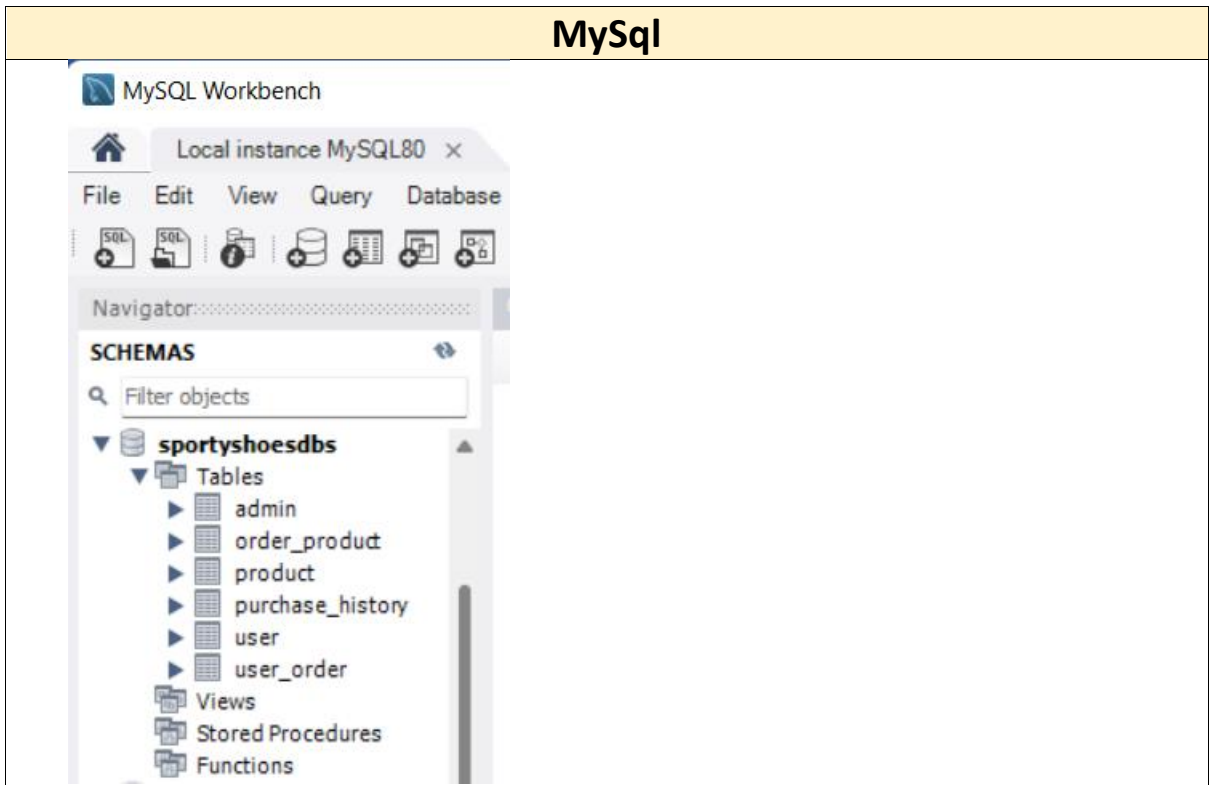 MySql
MySQL Workbench
Local instance MySQL80 ×
File Edit View Query Database
SQL SQL
Navigator
SCHEMAS
Filter objects
sportyshoesdbs
Tables
admin
order_product
product
purchase_history
user
user_order
Views
Stored Procedures
Functions